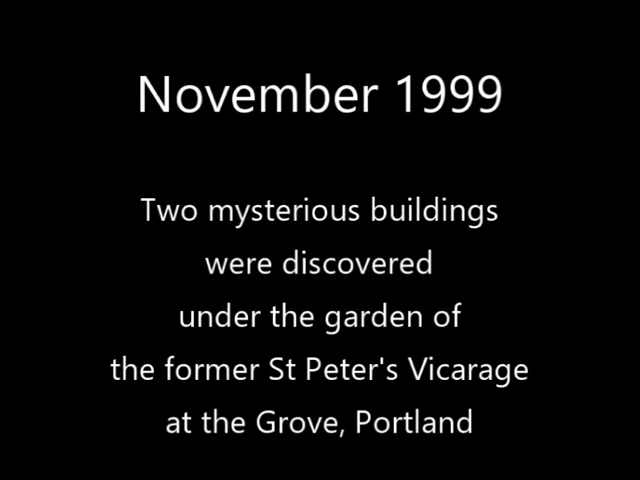 November 1999
Two mysterious buildings
were discovered
under the garden of
the former St Peter's Vicarage
at the Grove, Portland